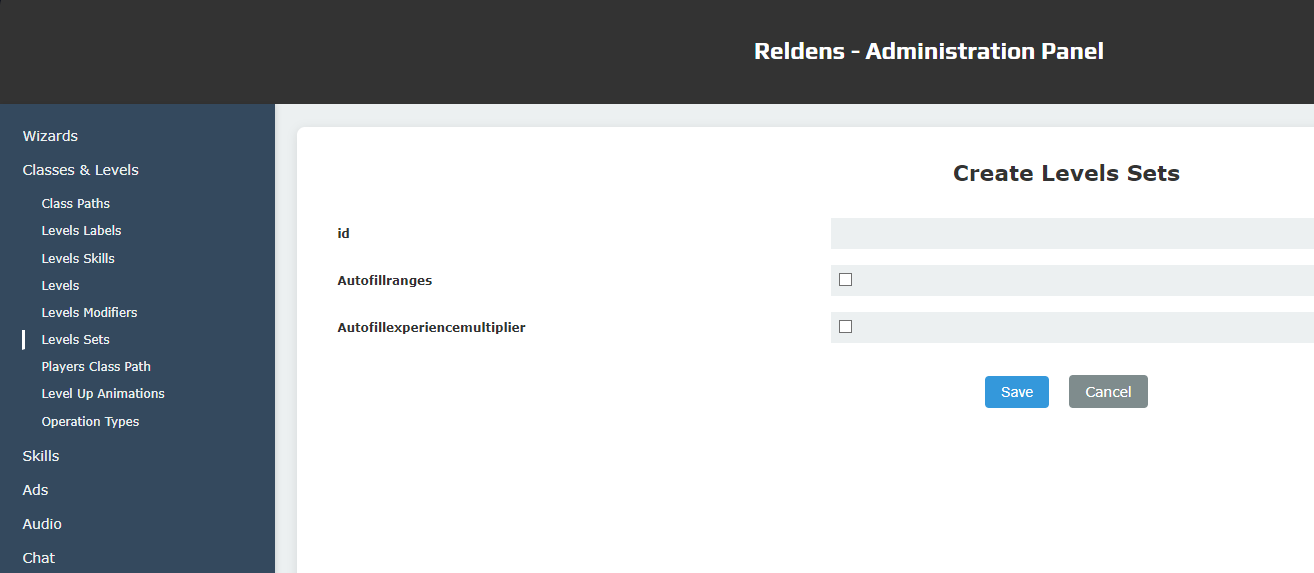 Reldens - Administration Panel
Wizards
Classes & Levels
Class Paths
Levels Labels
Levels Skills
Levels
Levels Modifiers
Levels Sets
Players Class Path
Level Up Animations
Operation Types
Skills
Ads
Audio
Chat
Create Levels Sets
id
Autofillranges
Autofillexperiencemultiplier
Save Cancel